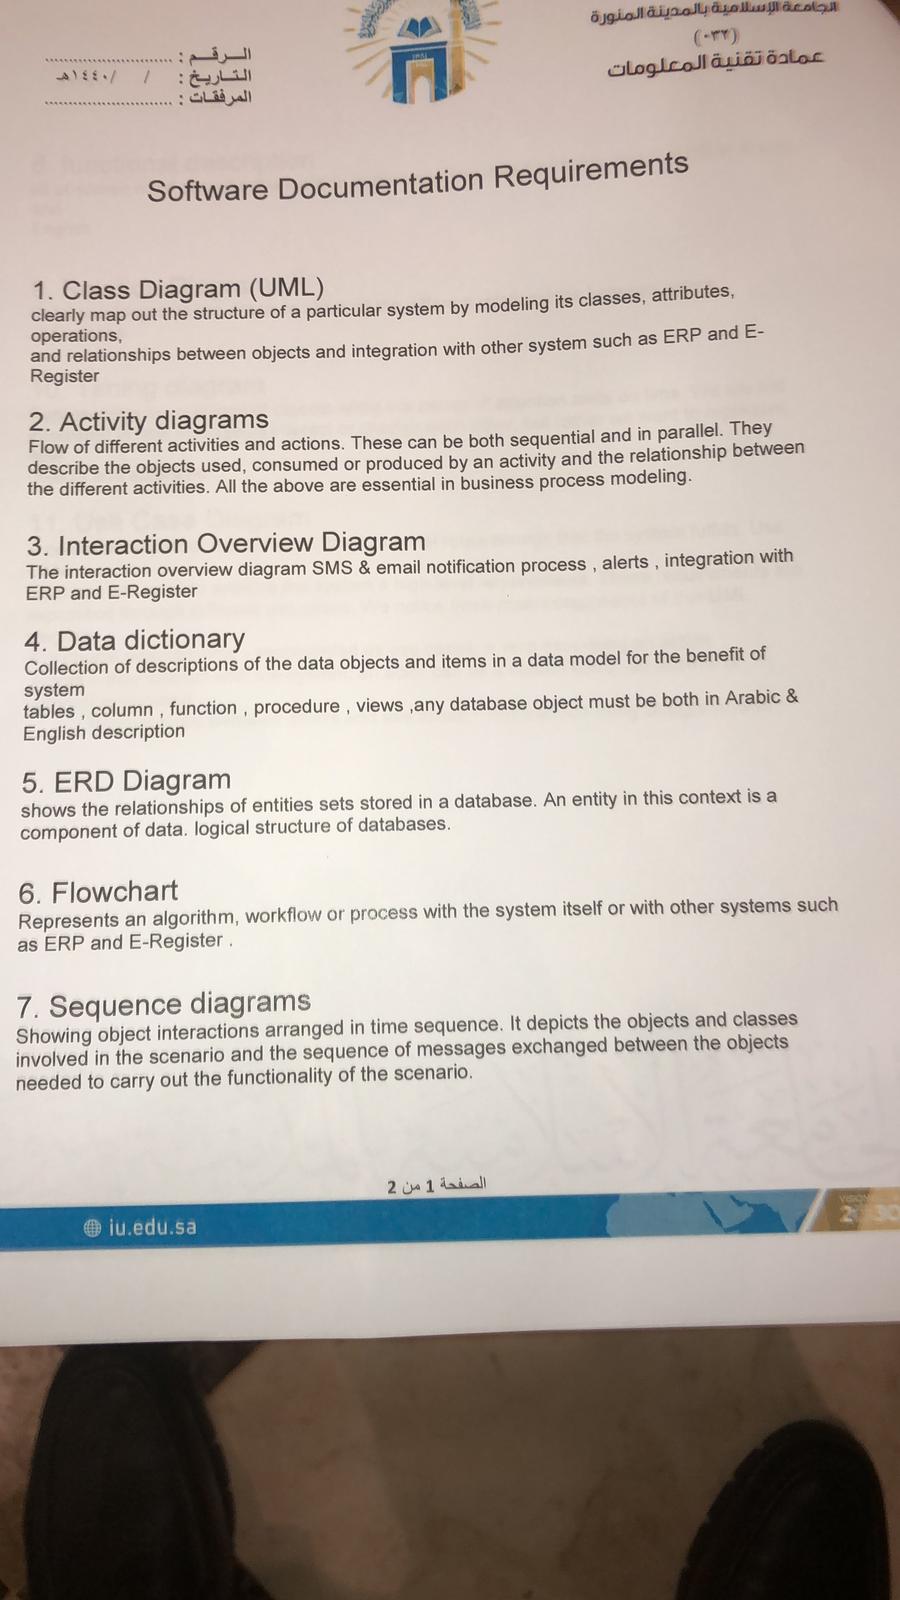 الجامعة الإسلامية بالمدينة المنورة
(٠٣٢)
عمادة تقنية المعلومات
الـرقـم : ..........................
التـاريخ : / /١٤٤٠هـ
المرفقـات : ..........................
Software Documentation Requirements
1. Class Diagram (UML)
clearly map out the structure of a particular system by modeling its classes, attributes,
operations,
and relationships between objects and integration with other system such as ERP and E-
Register
2. Activity diagrams
Flow of different activities and actions. These can be both sequential and in parallel. They
describe the objects used, consumed or produced by an activity and the relationship between
the different activities. All the above are essential in business process modeling.
3. Interaction Overview Diagram
The interaction overview diagram SMS & email notification process , alerts , integration with
ERP and E-Register
4. Data dictionary
Collection of descriptions of the data objects and items in a data model for the benefit of
system
tables , column , function , procedure , views ,any database object must be both in Arabic &
English description
5. ERD Diagram
shows the relationships of entities sets stored in a database. An entity in this context is a
component of data. logical structure of databases.
6. Flowchart
Represents an algorithm, workflow or process with the system itself or with other systems such
as ERP and E-Register .
7. Sequence diagrams
Showing object interactions arranged in time sequence. It depicts the objects and classes
involved in the scenario and the sequence of messages exchanged between the objects
needed to carry out the functionality of the scenario.
الصفحة 1 من 2
iu.edu.sa
VISION
2030